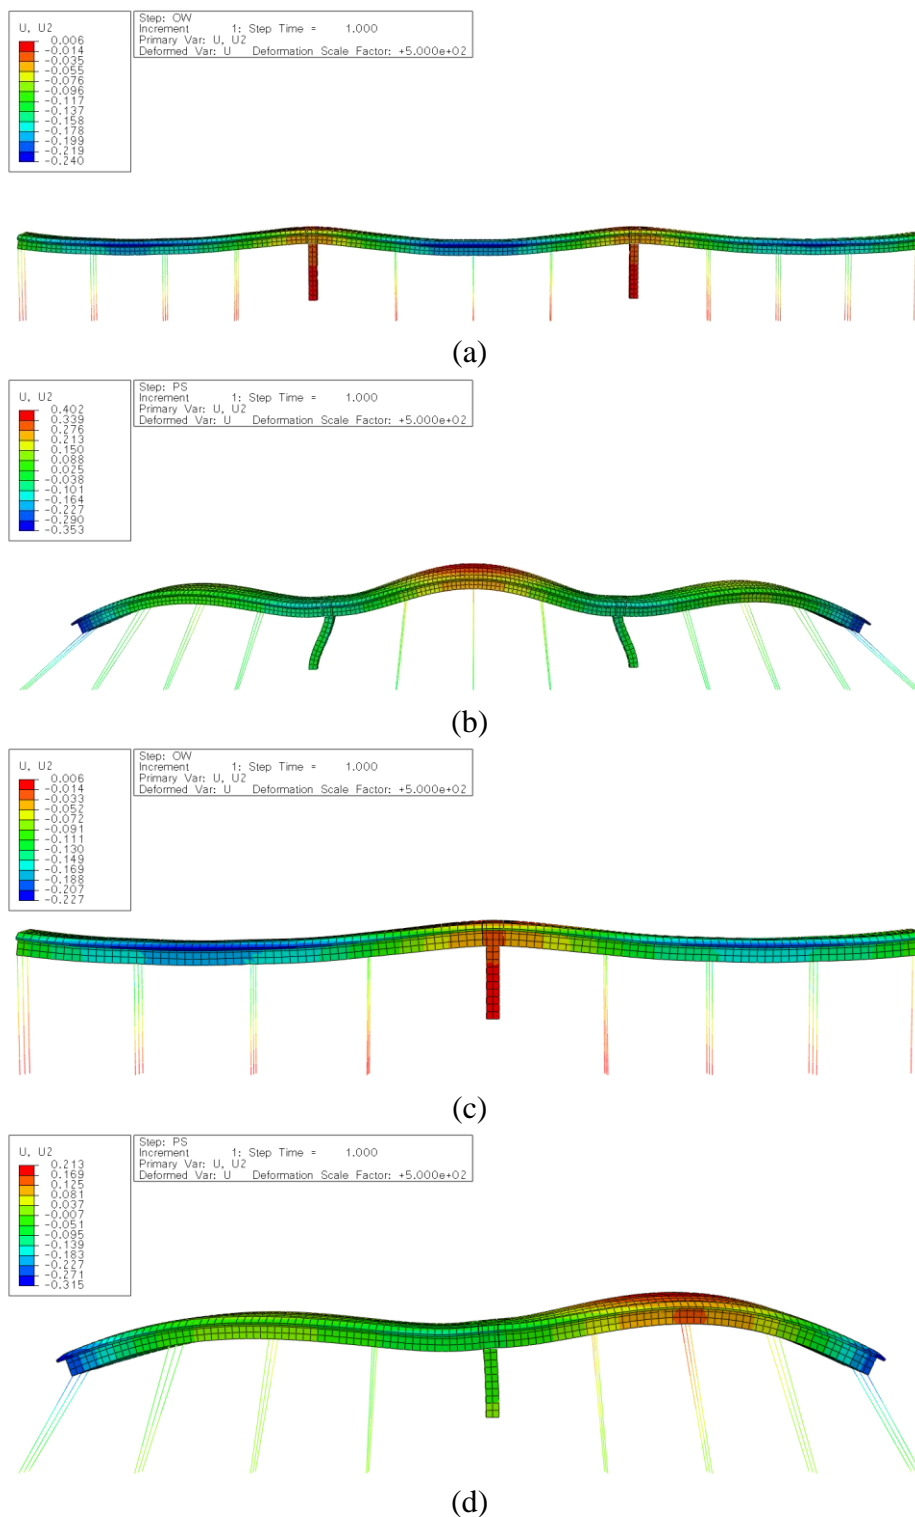 U, U2
0.006
-0.014
-0.035
-0.055
-0.076
-0.096
-0.117
-0.137
-0.158
-0.178
-0.199
-0.219
-0.240
Step: OW
Increment 1: Step Time = 1.000
Primary Var: U, U2
Deformed Var: U Deformation Scale Factor: +5.000e+02
(a)
U, U2
0.402
0.339
0.276
0.213
0.150
0.088
0.025
-0.038
-0.101
-0.164
-0.227
-0.290
-0.353
Step: PS
Increment 1: Step Time = 1.000
Primary Var: U, U2
Deformed Var: U Deformation Scale Factor: +5.000e+02
(b)
U, U2
0.006
-0.014
-0.033
-0.052
-0.072
-0.091
-0.111
-0.130
-0.149
-0.169
-0.188
-0.207
-0.227
Step: OW
Increment 1: Step Time = 1.000
Primary Var: U, U2
Deformed Var: U Deformation Scale Factor: +5.000e+02
(c)
U, U2
0.213
0.169
0.125
0.081
0.037
-0.007
-0.051
-0.095
-0.139
-0.183
-0.227
-0.271
-0.315
Step: PS
Increment 1: Step Time = 1.000
Primary Var: U, U2
Deformed Var: U Deformation Scale Factor: +5.000e+02
(d)